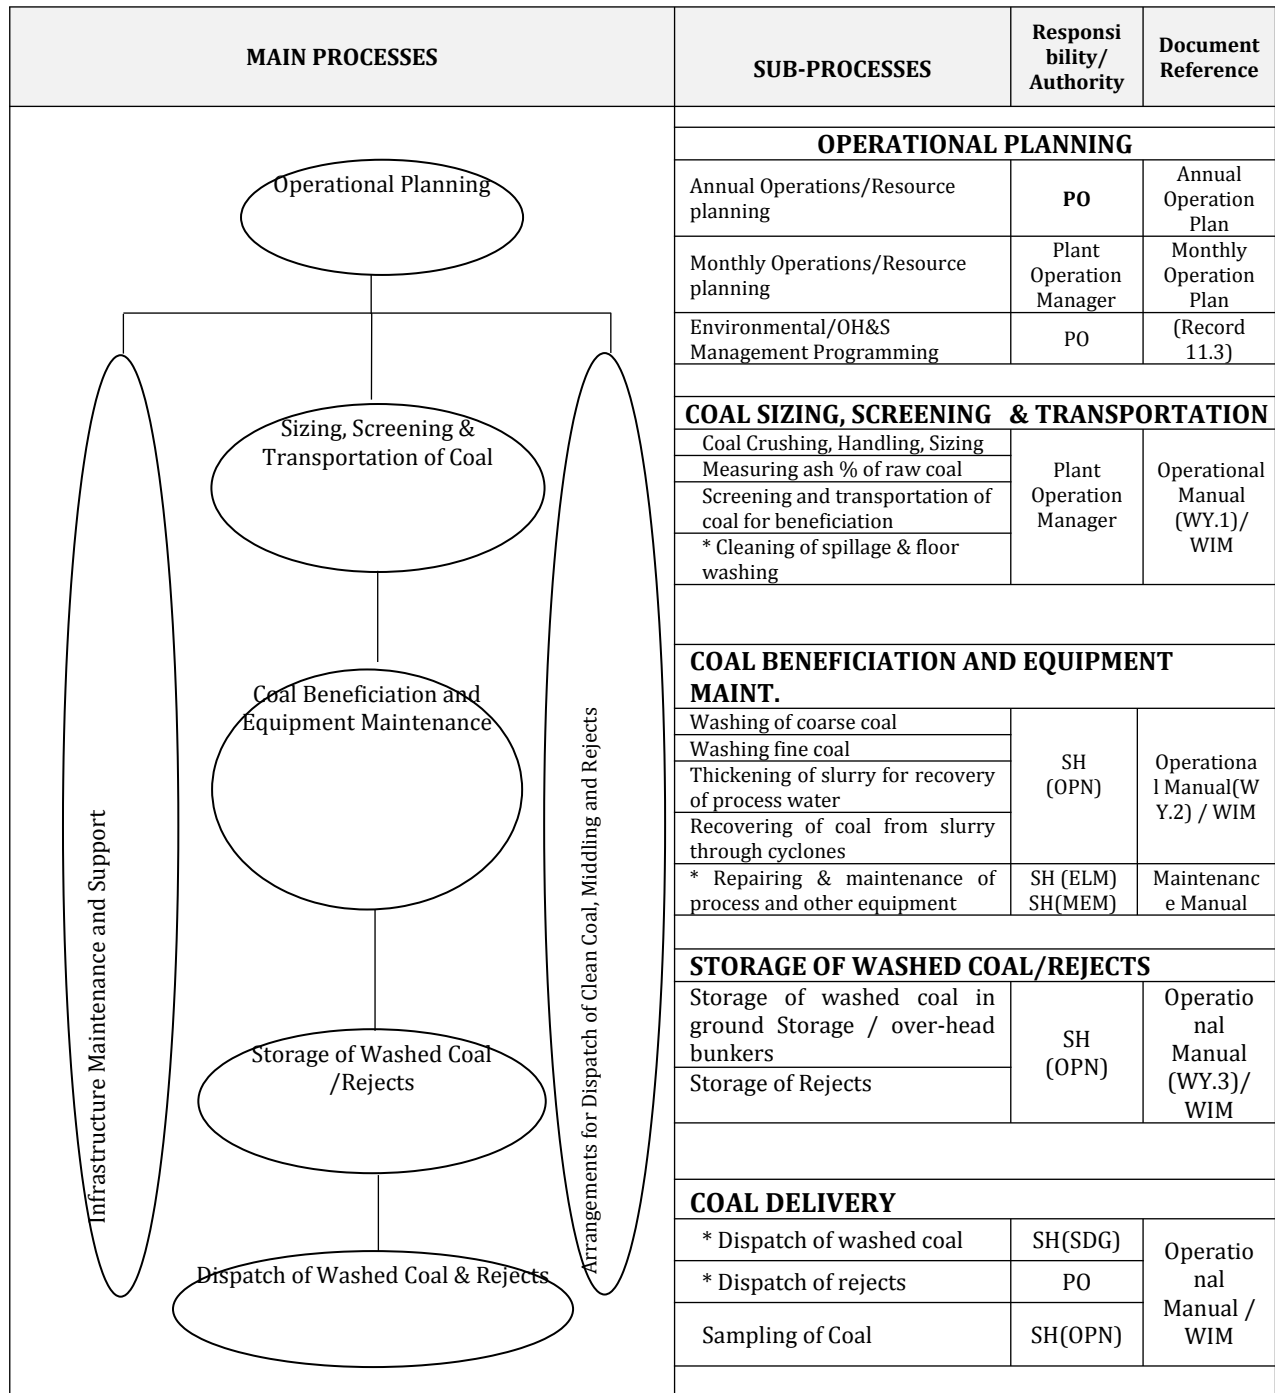 MAIN PROCESSES
SUB-PROCESSES
Responsi
bility/
Authority
Document
Reference
Operational Planning
Sizing, Screening &
Transportation of Coal
Coal Beneficiation and
Equipment Maintenance
Storage of Washed Coal
/Rejects
Dispatch of Washed Coal & Rejects
Infrastructure Maintenance and Support
Arrangements for Dispatch of Clean Coal, Middling and Rejects
OPERATIONAL PLANNING
Annual Operations/Resource
planning
PO
Annual
Operation
Plan
Monthly Operations/Resource
planning
Plant
Operation
Manager
Monthly
Operation
Plan
Environmental/OH&S
Management Programming
PO
(Record
11.3)
COAL SIZING, SCREENING & TRANSPORTATION
Coal Crushing, Handling, Sizing
Measuring ash % of raw coal
Screening and transportation of
coal for beneficiation
* Cleaning of spillage & floor
washing
Plant
Operation
Manager
Operational
Manual
(WY.1)/
WIM
COAL BENEFICIATION AND EQUIPMENT
MAINT.
Washing of coarse coal
Washing fine coal
Thickening of slurry for recovery
of process water
Recovering of coal from slurry
through cyclones
SH
(OPN)
Operationa
l Manual(W
Y.2) / WIM
* Repairing & maintenance of
process and other equipment
SH (ELM)
SH(MEM)
Maintenanc
e Manual
STORAGE OF WASHED COAL/REJECTS
Storage of washed coal in
ground Storage / over-head
bunkers
Storage of Rejects
SH
(OPN)
Operatio
nal
Manual
(WY.3)/
WIM
COAL DELIVERY
* Dispatch of washed coal
SH(SDG)
* Dispatch of rejects
PO
Sampling of Coal
SH(OPN)
Operatio
nal
Manual /
WIM